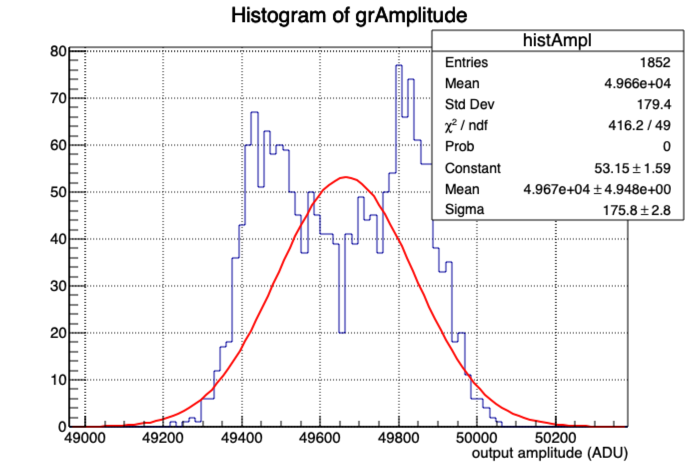 Histogram of grAmplitude
histAmpl
Entries 1852
Mean 4.966e+04
Std Dev 179.4
χ² / ndf 416.2 / 49
Prob 0
Constant 53.15 ± 1.59
Mean 4.967e+04 ± 4.948e+00
Sigma 175.8 ± 2.8
80
70
60
50
40
30
20
10
0
49000 49200 49400 49600 49800 50000 50200
output amplitude (ADU)